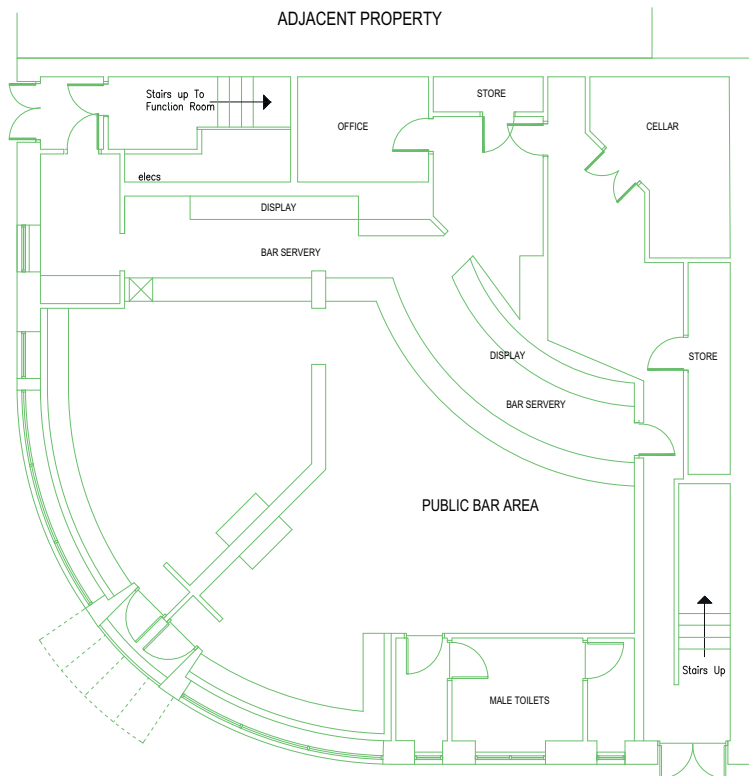 ADJACENT PROPERTY
Stairs up To
Function Room
STORE
OFFICE
CELLAR
elecs
DISPLAY
BAR SERVERY
DISPLAY
STORE
BAR SERVERY
PUBLIC BAR AREA
Stairs Up
MALE TOILETS